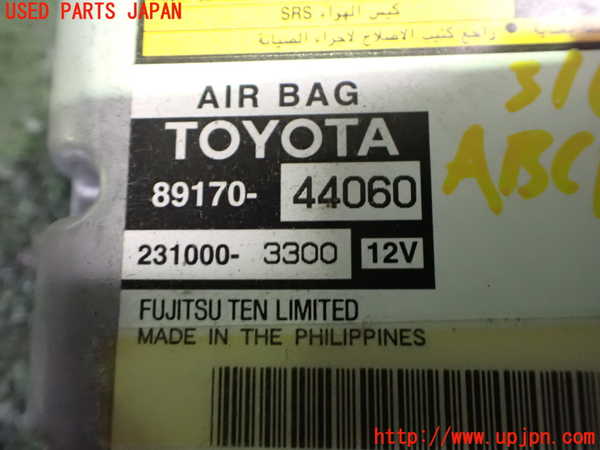 USED PARTS JAPAN
كيس الهواء SRS
راجع كتيب الاصلاح لاجراء الصيانة
AIR BAG
TOYOTA
89170- 44060
231000- 3300 12V
FUJITSU TEN LIMITED
MADE IN THE PHILIPPINES
http://www.upjpn.com